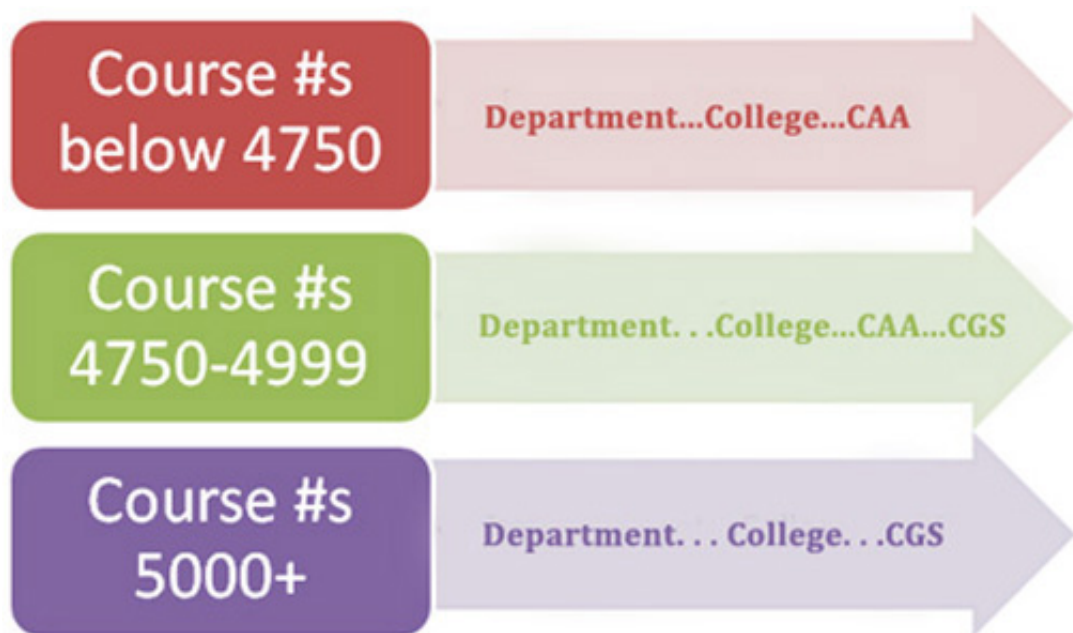 Course #s
below 4750
Department...College...CAA
Course #s
4750-4999
Department. . .College...CAA...CGS
Course #s
5000+
Department. . . College. . .CGS